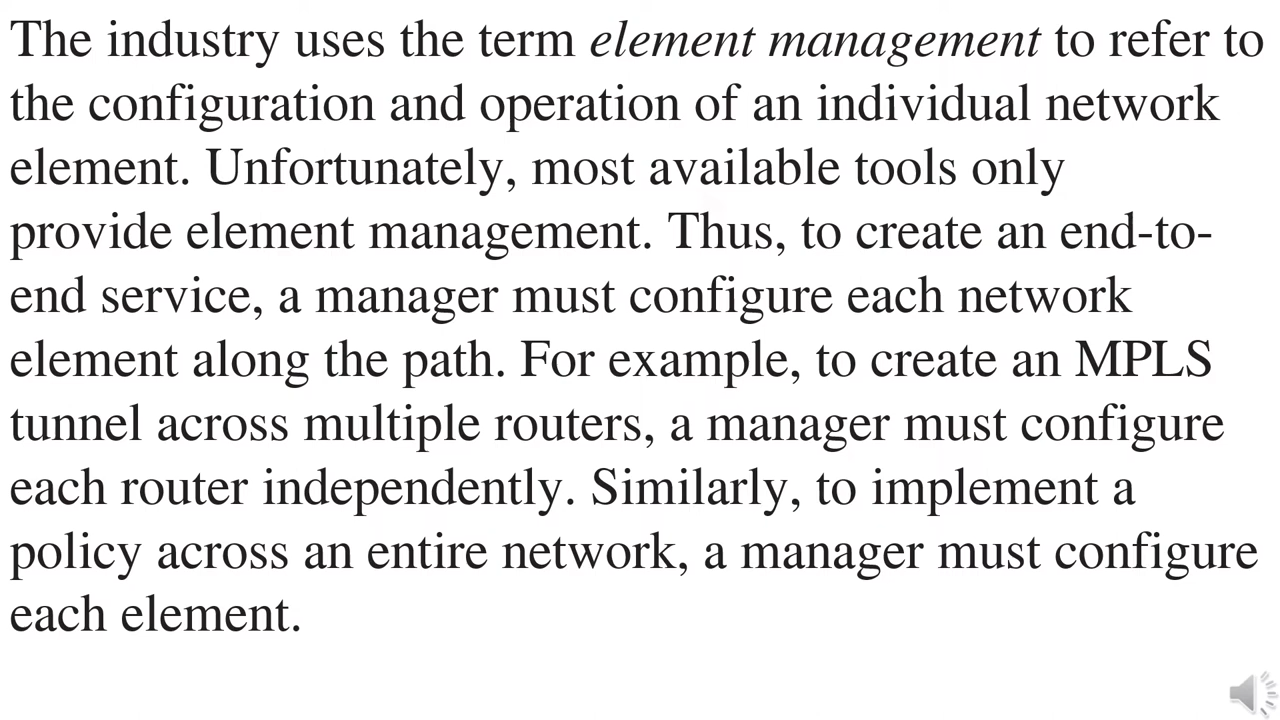 The industry uses the term element management to refer to
the configuration and operation of an individual network
element. Unfortunately, most available tools only
provide element management. Thus, to create an end-to-
end service, a manager must configure each network
element along the path. For example, to create an MPLS
tunnel across multiple routers, a manager must configure
each router independently. Similarly, to implement a
policy across an entire network, a manager must configure
each element.